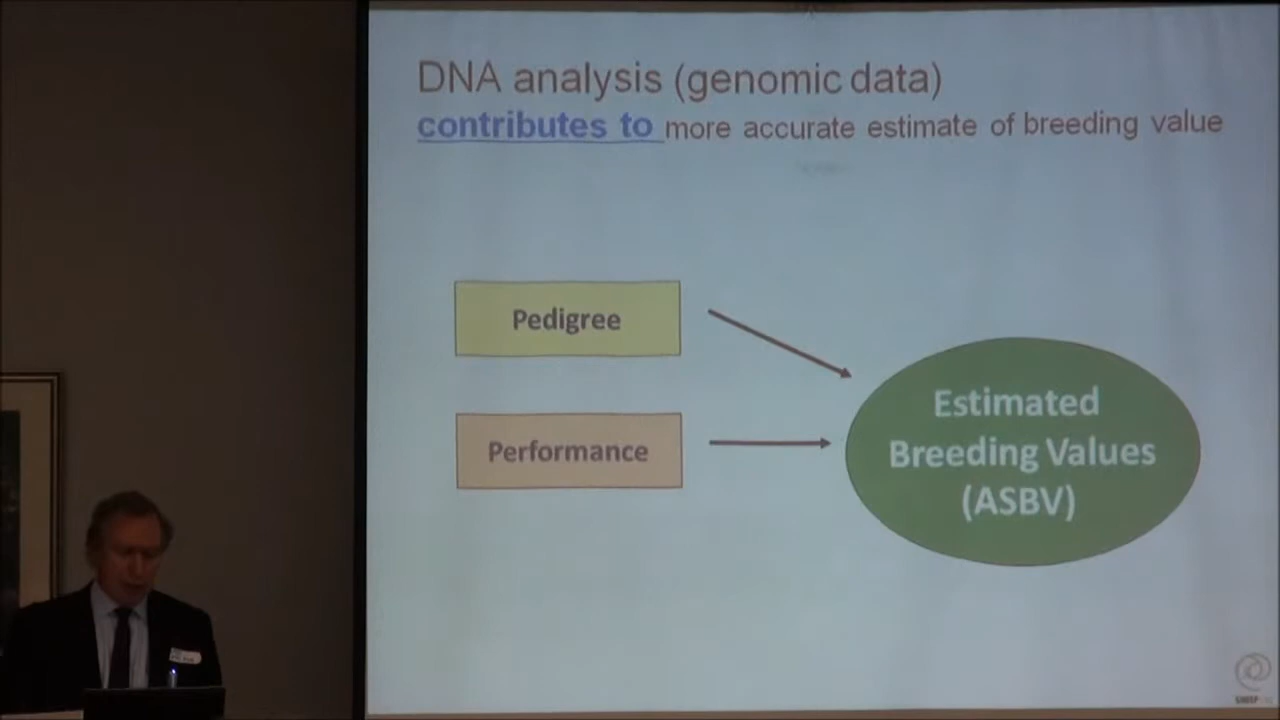 DNA analysis (genomic data)
contributes to more accurate estimate of breeding value
Pedigree
Performance
Estimated
Breeding Values
(ASBV)